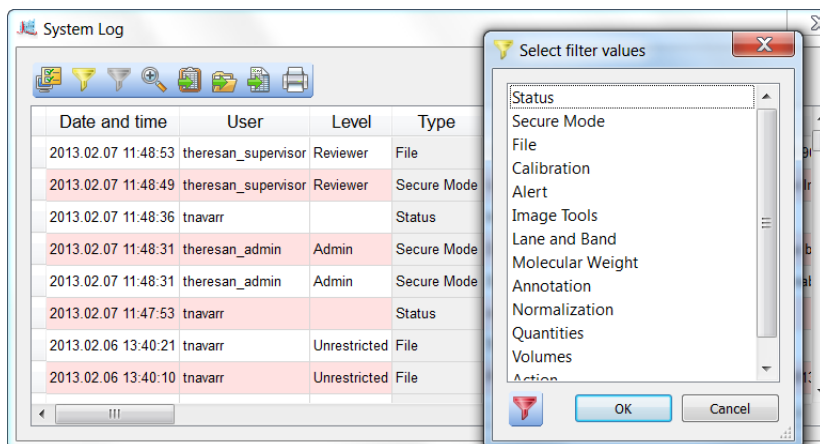 System Log
Select filter values
Date and time User Level Type
2013.02.07 11:48:53 theresan_supervisor Reviewer File
2013.02.07 11:48:49 theresan_supervisor Reviewer Secure Mode
2013.02.07 11:48:36 tnavarr Status
2013.02.07 11:48:31 theresan_admin Admin Secure Mode
2013.02.07 11:48:31 theresan_admin Admin Secure Mode
2013.02.07 11:47:53 tnavarr Status
2013.02.06 13:40:21 tnavarr Unrestricted File
2013.02.06 13:40:10 tnavarr Unrestricted File
Status
Secure Mode
File
Calibration
Alert
Image Tools
Lane and Band
Molecular Weight
Annotation
Normalization
Quantities
Volumes
Action
OK Cancel